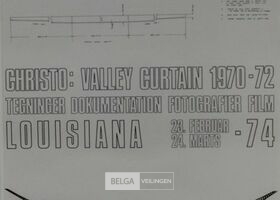 CHRISTO: VALLEY CURTAIN 1970-72
TEGNINGER DOKUMENTATION FOTOGRAFIER FILM
LOUISIANA 23. FEBRUAR
24. MARTS -74
BELGA VEILINGEN